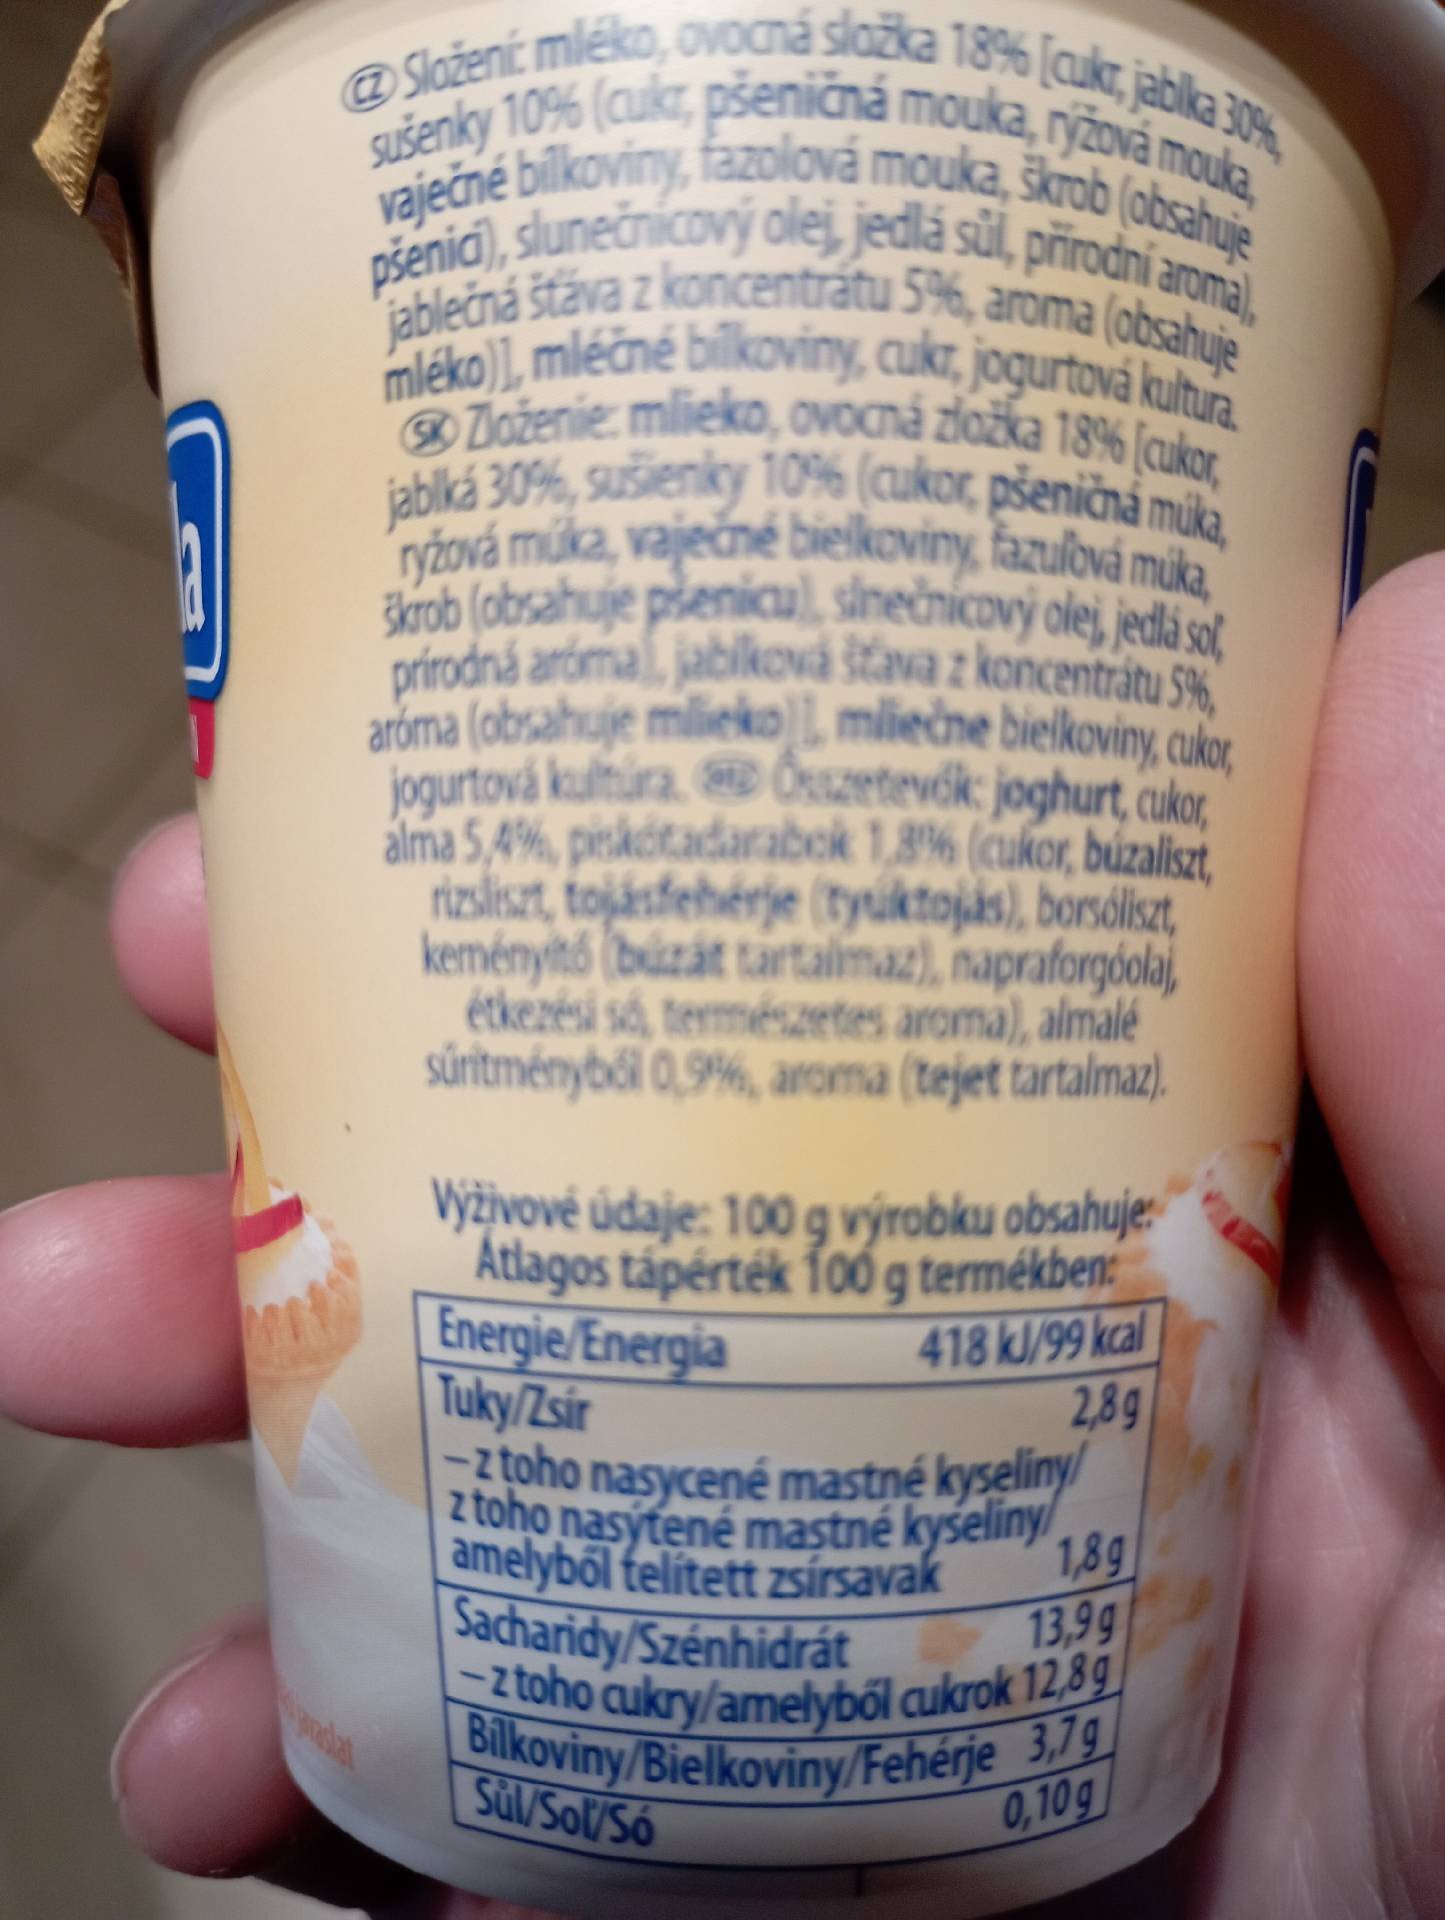 CZ Složení: mléko, ovocná složka 18% [cukr, jablka 30%,
sušenky 10% (cukr, pšeničná mouka, rýžová mouka,
vaječné bílkoviny, fazolová mouka, škrob (obsahuje
pšenici), slunečnicový olej, jedlá sůl, přírodní aroma),
jablečná šťáva z koncentrátu 5%, aroma (obsahuje
mléko)], mléčné bílkoviny, cukr, jogurtová kultura.
SK Zloženie: mlieko, ovocná zložka 18% [cukor,
jablká 30%, sušienky 10% (cukor, pšeničná múka,
ryžová múka, vaječné bielkoviny, fazuľová múka,
škrob (obsahuje pšenicu), slnečnicový olej, jedlá soľ,
prírodná aróma), jablková šťava z koncentrátu 5%,
aróma (obsahuje mlieko)], mliečne bielkoviny, cukor,
jogurtová kultúra. Összetevők: joghurt, cukor,
alma 5,4%, piskótadarabok 1,8% (cukor, búzaliszt,
rizsliszt, tojásfehérje (tyúktojás), borsóliszt,
keményítő (búzát tartalmaz), napraforgóolaj,
étkezési só, természetes aroma), almalé
sűrítményből 0,9%, aroma (tejet tartalmaz).
Výživové údaje: 100 g výrobku obsahuje:
Átlagos tápérték 100 g termékben:
Energie/Energia 418 kJ/99 kcal
Tuky/Zsír 2,8 g
– z toho nasycené mastné kyseliny/
z toho nasýtené mastné kyseliny/
amelyből telített zsírsavak 1,8 g
Sacharidy/Szénhidrát 13,9 g
– z toho cukry/amelyből cukrok 12,8 g
Bílkoviny/Bielkoviny/Fehérje 3,7 g
Sůl/Soľ/Só 0,10 g